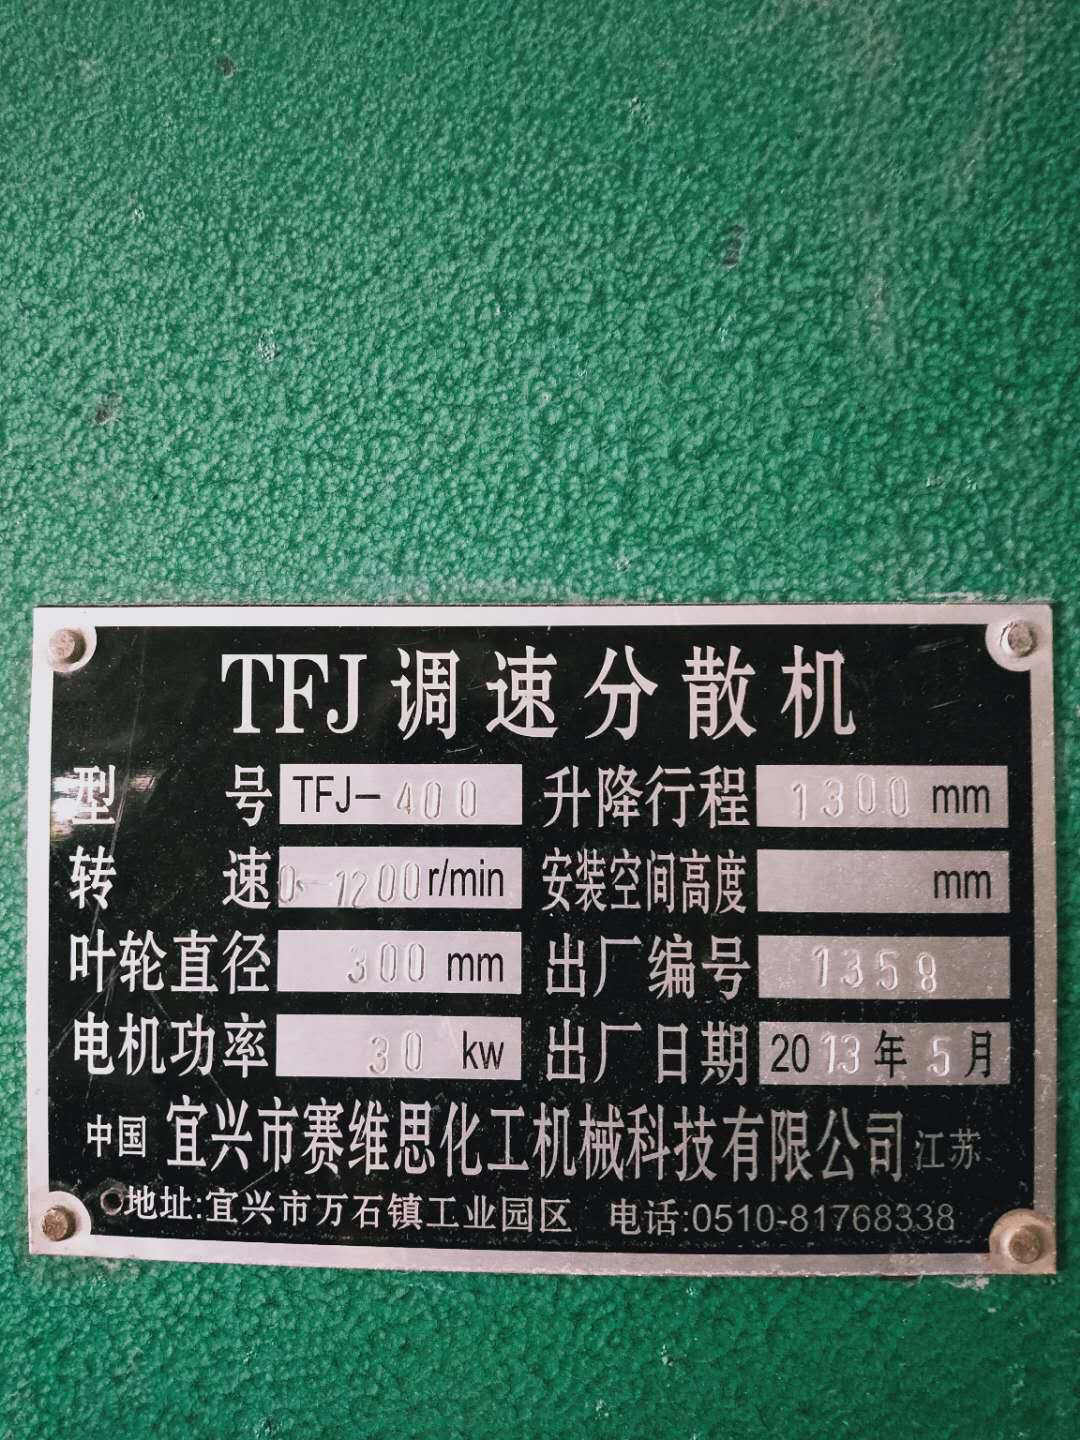 TFJ调速分散机
型号 TFJ-400 升降行程 1300 mm
转速 0-1200 r/min 安装空间高度 mm
叶轮直径 300 mm 出厂编号 1358
电机功率 30 kw 出厂日期 2013年5月
中国 宜兴市赛维思化工机械科技有限公司 江苏
地址:宜兴市万石镇工业园区 电话:0510-81768338